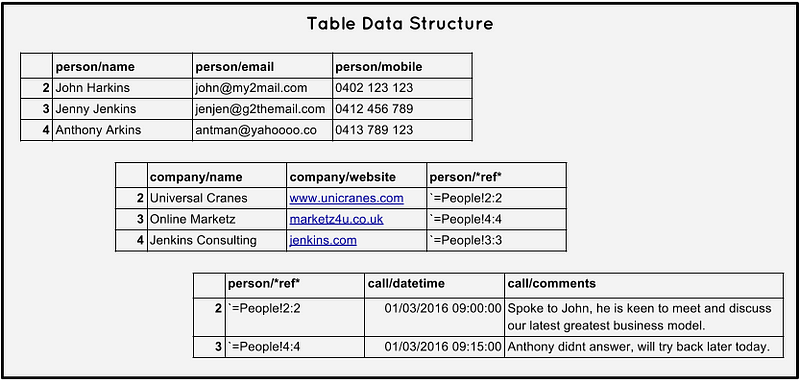 Table Data Structure
person/name person/email person/mobile
2 John Harkins john@my2mail.com 0402 123 123
3 Jenny Jenkins jenjen@g2themail.com 0412 456 789
4 Anthony Arkins antman@yahoooo.co 0413 789 123
company/name company/website person/*ref*
2 Universal Cranes www.unicranes.com `=People!2:2
3 Online Marketz marketz4u.co.uk `=People!4:4
4 Jenkins Consulting jenkins.com `=People!3:3
person/*ref* call/datetime call/comments
2 `=People!2:2 01/03/2016 09:00:00 Spoke to John, he is keen to meet and discuss
our latest greatest business model.
3 `=People!4:4 01/03/2016 09:15:00 Anthony didnt answer, will try back later today.